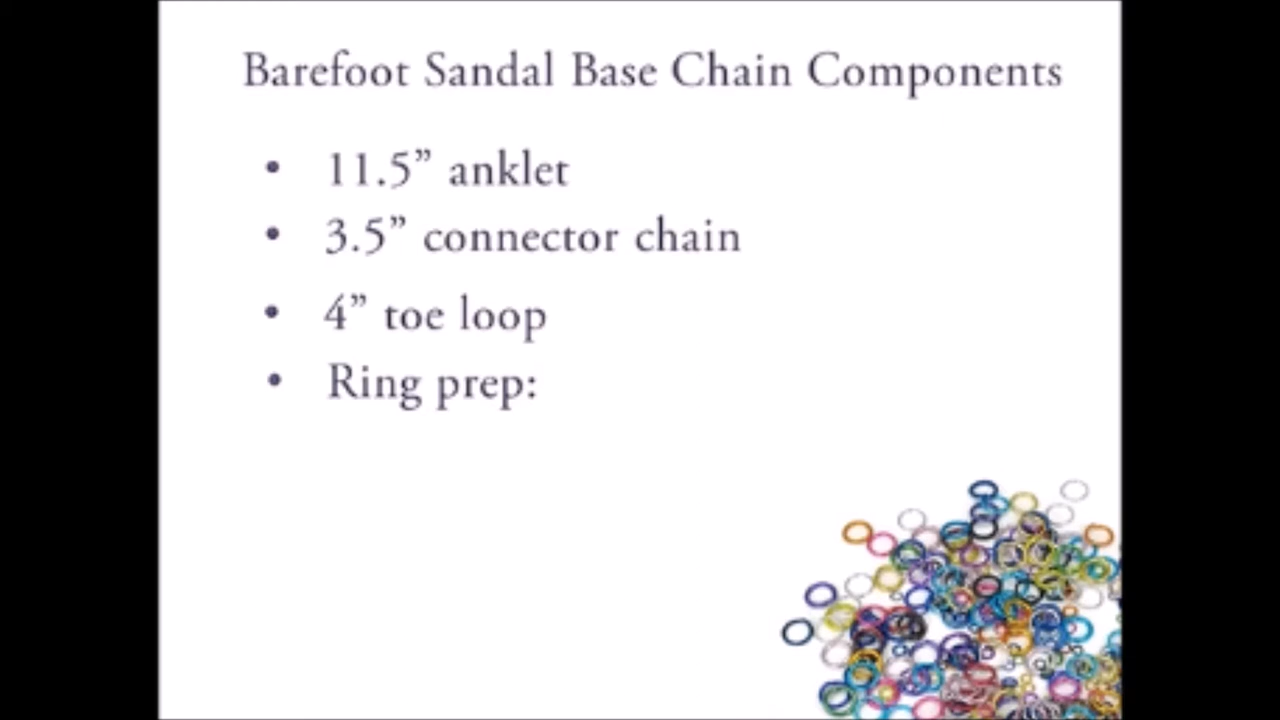 Barefoot Sandal Base Chain Components
• 11.5” anklet
• 3.5” connector chain
• 4” toe loop
• Ring prep: